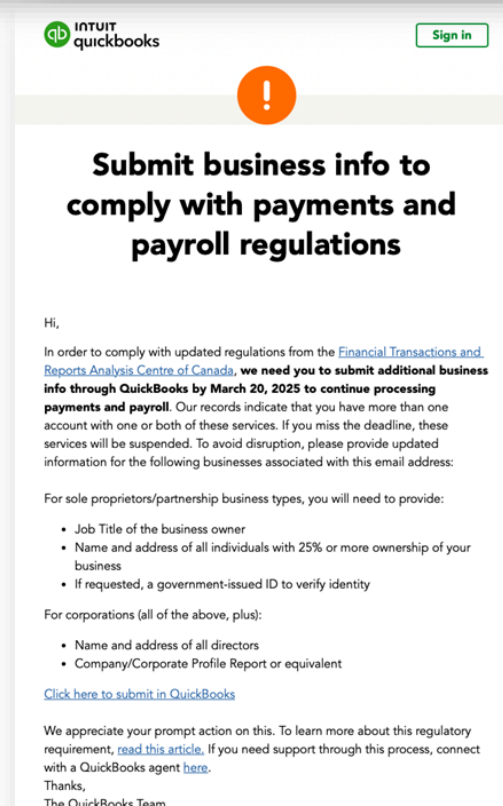 INTUIT
quickbooks
Sign in
Submit business info to
comply with payments and
payroll regulations
Hi,
In order to comply with updated regulations from the Financial Transactions and
Reports Analysis Centre of Canada, we need you to submit additional business
info through QuickBooks by March 20, 2025 to continue processing
payments and payroll. Our records indicate that you have more than one
account with one or both of these services. If you miss the deadline, these
services will be suspended. To avoid disruption, please provide updated
information for the following businesses associated with this email address:
For sole proprietors/partnership business types, you will need to provide:
• Job Title of the business owner
• Name and address of all individuals with 25% or more ownership of your
business
• If requested, a government-issued ID to verify identity
For corporations (all of the above, plus):
• Name and address of all directors
• Company/Corporate Profile Report or equivalent
Click here to submit in QuickBooks
We appreciate your prompt action on this. To learn more about this regulatory
requirement, read this article. If you need support through this process, connect
with a QuickBooks agent here.
Thanks,
The QuickBooks Team